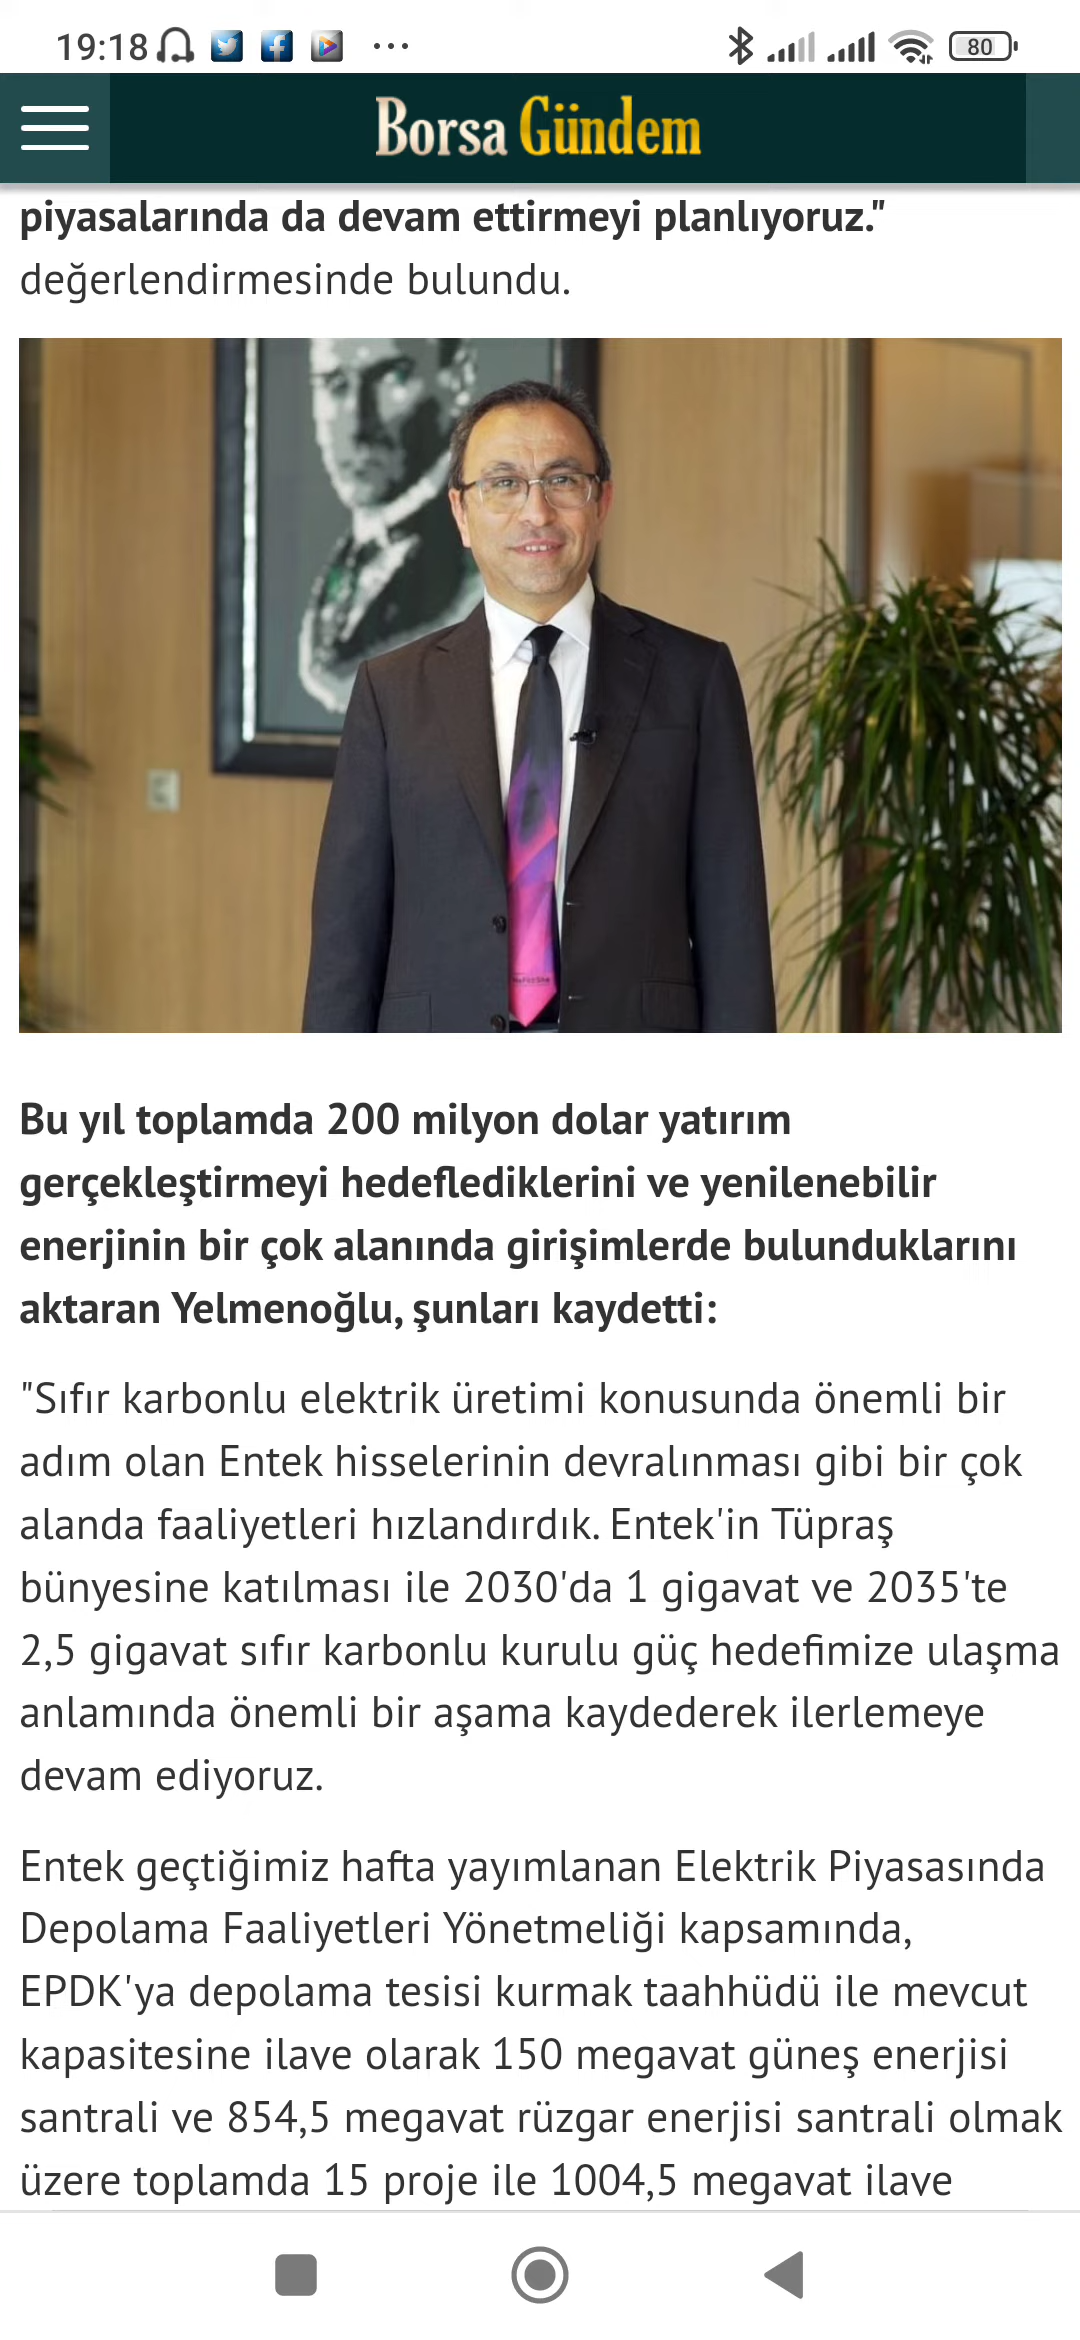 19:18
80
Borsa Gündem
piyasalarında da devam ettirmeyi planlıyoruz."
değerlendirmesinde bulundu.
Bu yıl toplamda 200 milyon dolar yatırım
gerçekleştirmeyi hedeflediklerini ve yenilenebilir
enerjinin bir çok alanında girişimlerde bulunduklarını
aktaran Yelmenoğlu, şunları kaydetti:
"Sıfır karbonlu elektrik üretimi konusunda önemli bir
adım olan Entek hisselerinin devralınması gibi bir çok
alanda faaliyetleri hızlandırdık. Entek'in Tüpraş
bünyesine katılması ile 2030'da 1 gigavat ve 2035'te
2,5 gigavat sıfır karbonlu kurulu güç hedefimize ulaşma
anlamında önemli bir aşama kaydederek ilerlemeye
devam ediyoruz.
Entek geçtiğimiz hafta yayımlanan Elektrik Piyasasında
Depolama Faaliyetleri Yönetmeliği kapsamında,
EPDK'ya depolama tesisi kurmak taahhüdü ile mevcut
kapasitesine ilave olarak 150 megavat güneş enerjisi
santrali ve 854,5 megavat rüzgar enerjisi santrali olmak
üzere toplamda 15 proje ile 1004,5 megavat ilave